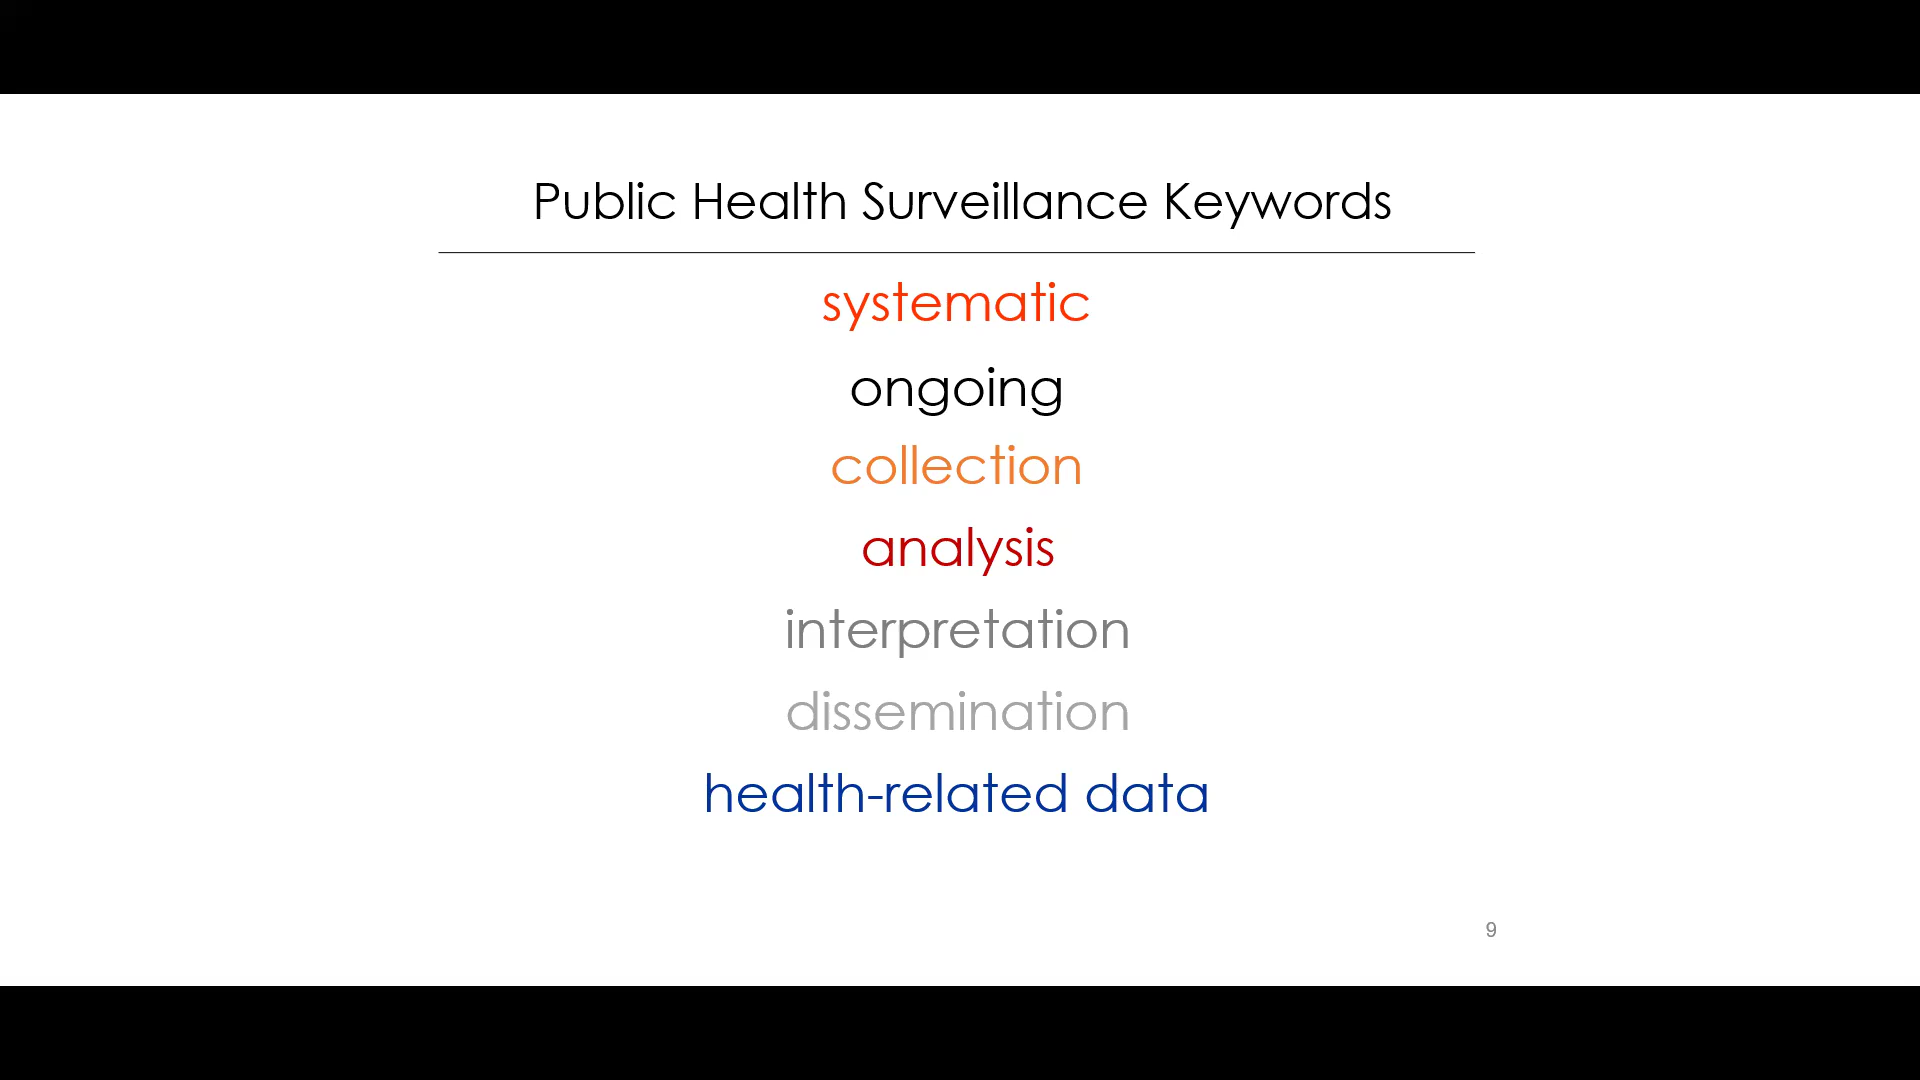 Public Health Surveillance Keywords
systematic
ongoing
collection
analysis
interpretation
dissemination
health-related data
9